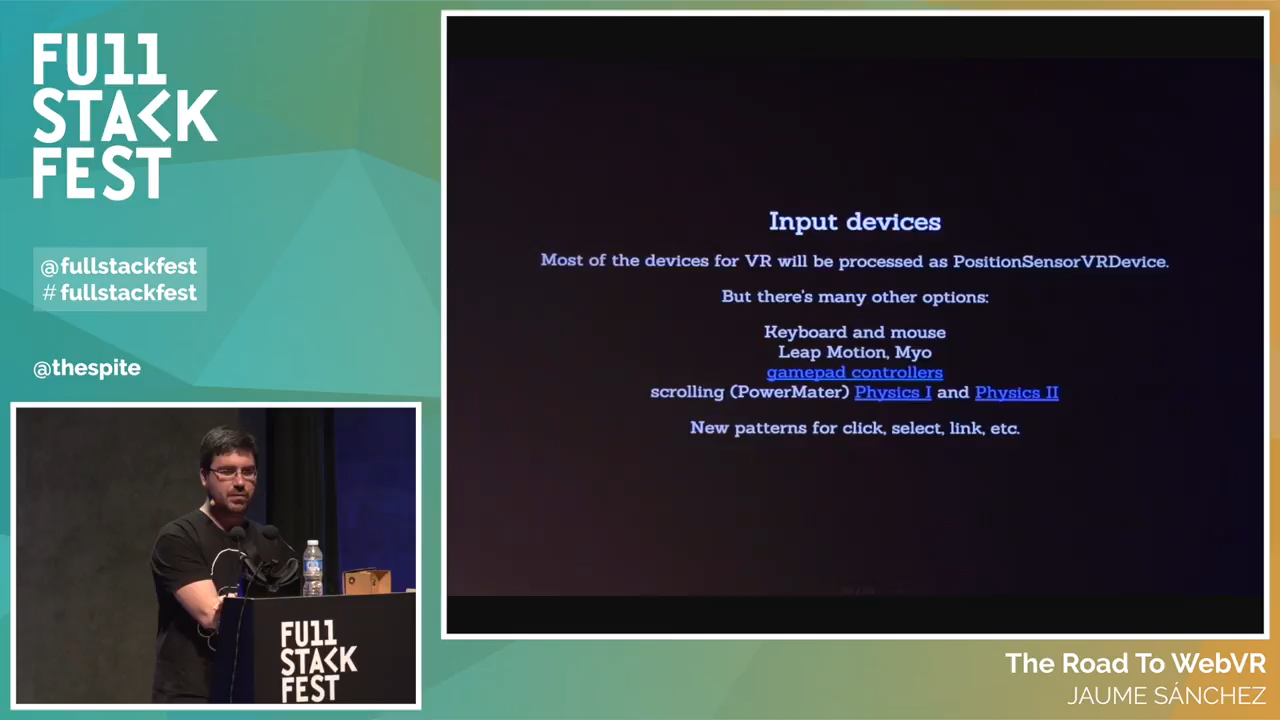 FU11
STACK
FEST
@fullstackfest
# fullstackfest
@thespite
Input devices
Most of the devices for VR will be processed as PositionSensorVRDevice.
But there's many other options:
Keyboard and mouse
Leap Motion, Myo
gamepad controllers
scrolling (PowerMater) Physics I and Physics II
New patterns for click, select, link, etc.
FU11
STACK
FEST
The Road To WebVR
JAUME SÁNCHEZ